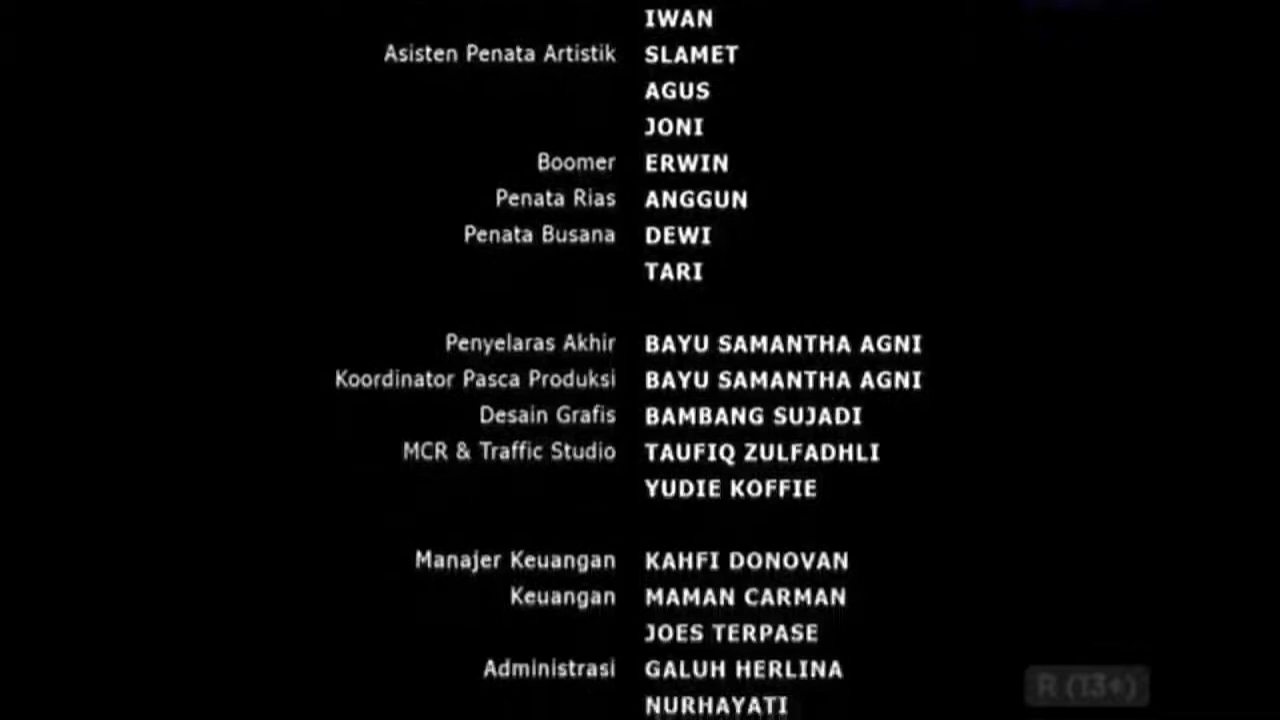 IWAN
Asisten Penata Artistik SLAMET
AGUS
JONI
Boomer ERWIN
Penata Rias ANGGUN
Penata Busana DEWI
TARI
Penyelaras Akhir BAYU SAMANTHA AGNI
Koordinator Pasca Produksi BAYU SAMANTHA AGNI
Desain Grafis BAMBANG SUJADI
MCR & Traffic Studio TAUFIQ ZULFADHLI
YUDIE KOFFIE
Manajer Keuangan KAHFI DONOVAN
Keuangan MAMAN CARMAN
JOES TERPASE
Administrasi GALUH HERLINA
R (13+)
NURHAYATI